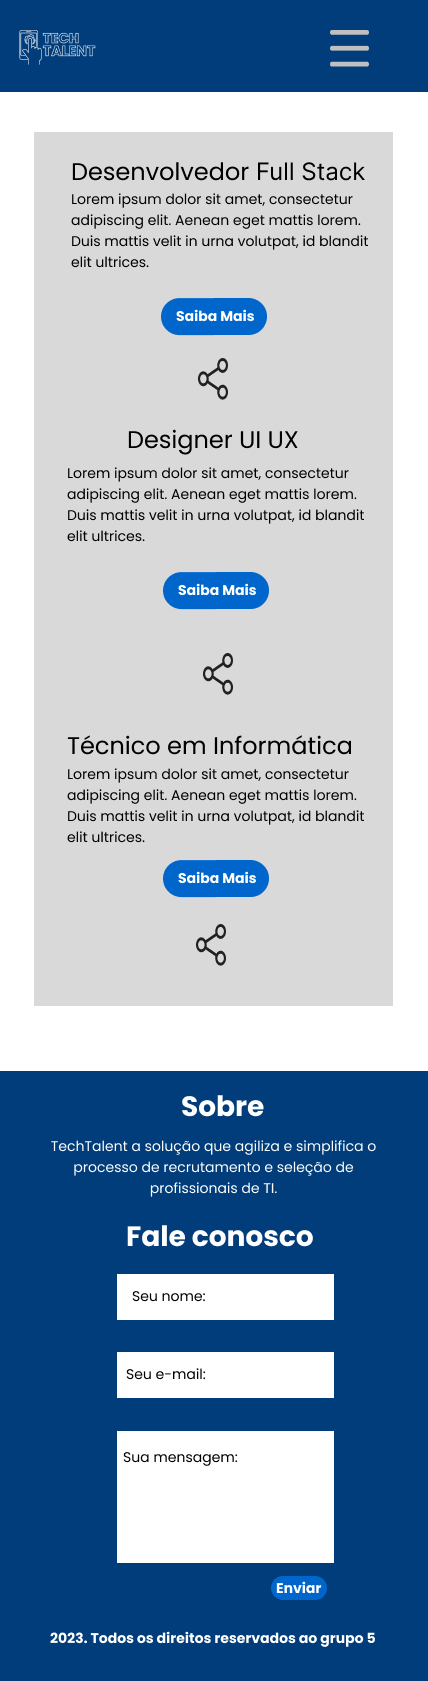 TECH
TALENT
Desenvolvedor Full Stack
Lorem ipsum dolor sit amet, consectetur
adipiscing elit. Aenean eget mattis lorem.
Duis mattis velit in urna volutpat, id blandit
elit ultrices.
Saiba Mais
Designer UI UX
Lorem ipsum dolor sit amet, consectetur
adipiscing elit. Aenean eget mattis lorem.
Duis mattis velit in urna volutpat, id blandit
elit ultrices.
Saiba Mais
Técnico em Informática
Lorem ipsum dolor sit amet, consectetur
adipiscing elit. Aenean eget mattis lorem.
Duis mattis velit in urna volutpat, id blandit
elit ultrices.
Saiba Mais
Sobre
TechTalent a solução que agiliza e simplifica o
processo de recrutamento e seleção de
profissionais de TI.
Fale conosco
Seu nome:
Seu e-mail:
Sua mensagem:
Enviar
2023. Todos os direitos reservados ao grupo 5